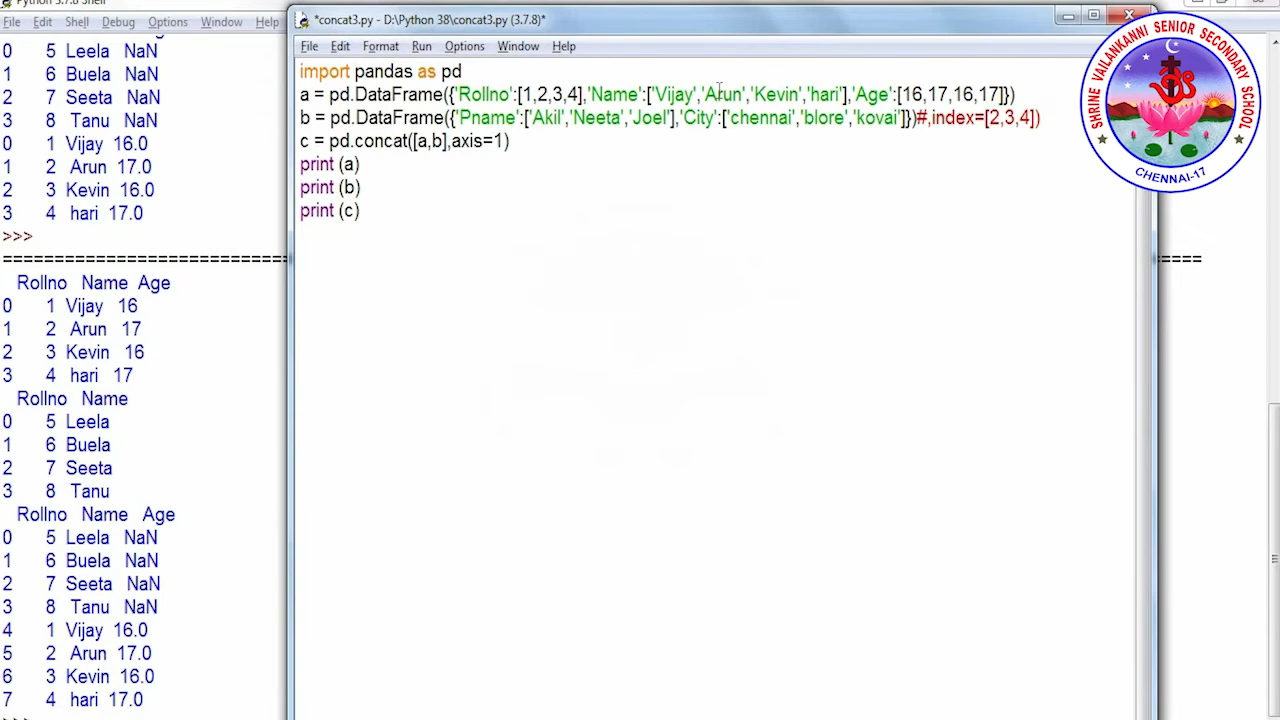 Python 3.7.8 Shell
File Edit Shell Debug Options Window Help
0 5 Leela NaN
1 6 Buela NaN
2 7 Seeta NaN
3 8 Tanu NaN
0 1 Vijay 16.0
1 2 Arun 17.0
2 3 Kevin 16.0
3 4 hari 17.0
>>>
Rollno Name Age
0 1 Vijay 16
1 2 Arun 17
2 3 Kevin 16
3 4 hari 17
Rollno Name
0 5 Leela
1 6 Buela
2 7 Seeta
3 8 Tanu
Rollno Name Age
0 5 Leela NaN
1 6 Buela NaN
2 7 Seeta NaN
3 8 Tanu NaN
4 1 Vijay 16.0
5 2 Arun 17.0
6 3 Kevin 16.0
7 4 hari 17.0
>>>
*concat3.py - D:\Python 38\concat3.py (3.7.8)*
File Edit Format Run Options Window Help
import pandas as pd
a = pd.DataFrame({'Rollno':[1,2,3,4],'Name':['Vijay','Arun','Kevin','hari'],'Age':[16,17,16,17]})
b = pd.DataFrame({'Pname':['Akil','Neeta','Joel'],'City':['chennai','blore','kovai']})#,index=[2,3,4])
c = pd.concat([a,b],axis=1)
print (a)
print (b)
print (c)
SHRINE VAILANKANNI SENIOR SECONDARY SCHOOL
CHENNAI-17